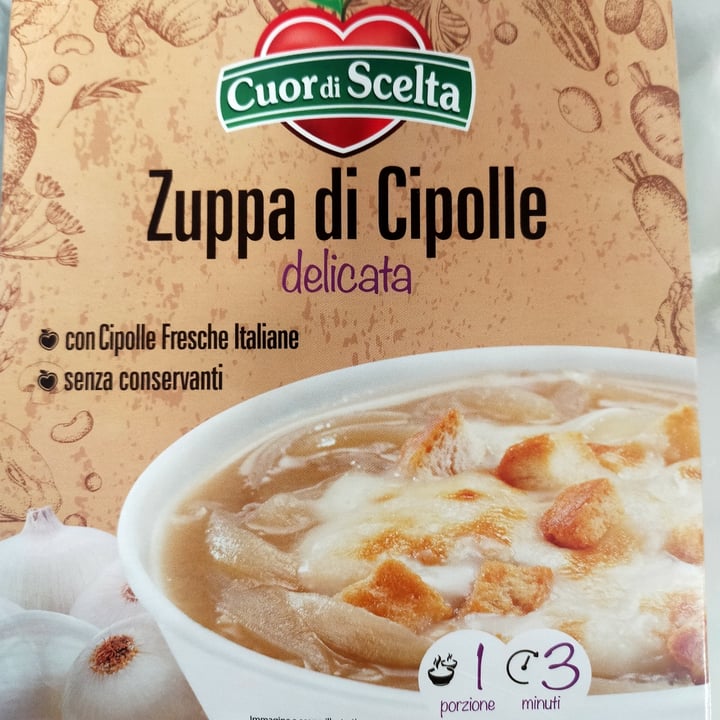 Cuor di Scelta
Zuppa di Cipolle
delicata
con Cipolle Fresche Italiane
senza conservanti
1 3
porzione minuti